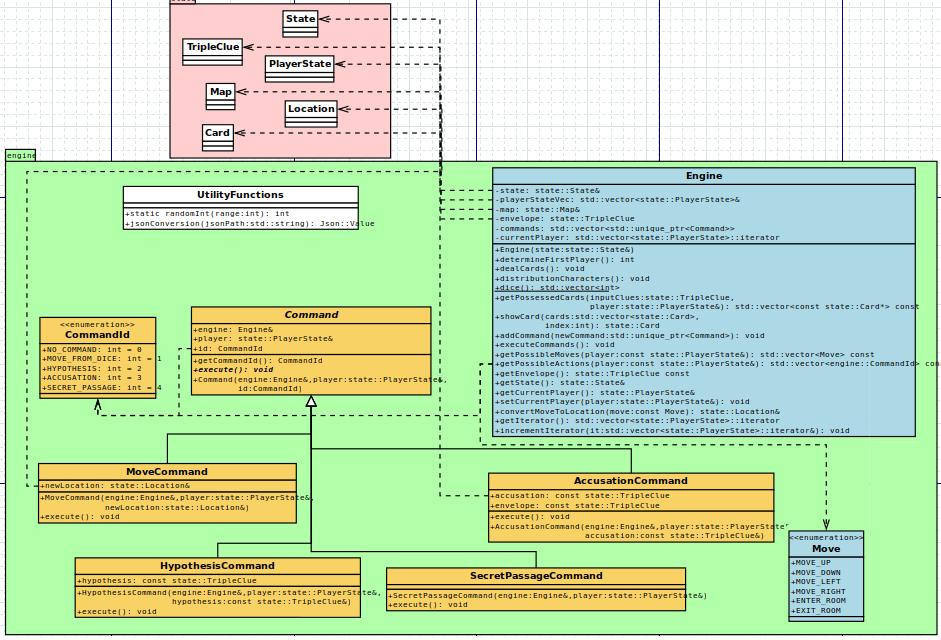 State
TripleClue
PlayerState
Map
Location
Card
engine
UtilityFunctions
+static randomInt(range:int): int
+jsonConversion(jsonPath:std::string): Json::Value
Engine
-state: state::State&
-playerStateVec: std::vector<state::PlayerState>&
-map: state::Map&
-envelope: state::TripleClue
-commands: std::vector<std::unique_ptr<Command>>
-currentPlayer: std::vector<state::PlayerState>::iterator
+Engine(state:state::State&)
+determineFirstPlayer(): int
+dealCards(): void
+distributionCharacters(): void
+dice(): std::vector<int>
+getPossessedCards(inputClues:state::TripleClue,
player:state::PlayerState&): std::vector<const state::Card*> const
+showCard(cards:std::vector<state::Card>,
index:int): state::Card
+addCommand(newCommand:std::unique_ptr<Command>): void
+executeCommands(): void
+getPossibleMoves(player:const state::PlayerState&): std::vector<Move> const
+getPossibleActions(player:const state::PlayerState&): std::vector<engine::CommandId> con
+getEnvelope(): state::TripleClue const
+getState(): state::State&
+getCurrentPlayer(): state::PlayerState&
+setCurrentPlayer(player:state::PlayerState&): void
+convertMoveToLocation(move:const Move): state::Location&
+getIterator(): std::vector<state::PlayerState>::iterator
+incrementIterator(it:std::vector<state::PlayerState>::iterator&): void
<<enumeration>>
CommandId
+NO_COMMAND: int = 0
+MOVE_FROM_DICE: int = 1
+HYPOTHESIS: int = 2
+ACCUSATION: int = 3
+SECRET_PASSAGE: int = 4
Command
+engine: Engine&
+player: state::PlayerState&
+id: CommandId
+getCommandId(): CommandId
+execute(): void
+Command(engine:Engine&,player:state::PlayerState&,
id:CommandId)
MoveCommand
+newLocation: state::Location&
+MoveCommand(engine:Engine&,player:state::PlayerState&,
newLocation:state::Location&)
+execute(): void
AccusationCommand
+accusation: const state::TripleClue
+envelope: const state::TripleClue
+execute(): void
+AccusationCommand(engine:Engine&,player:state::PlayerState&,
accusation:const state::TripleClue&)
<<enumeration>>
Move
+MOVE_UP
+MOVE_DOWN
+MOVE_LEFT
+MOVE_RIGHT
+ENTER_ROOM
+EXIT_ROOM
HypothesisCommand
+hypothesis: const state::TripleClue
+HypothesisCommand(engine:Engine&,player:state::PlayerState&,
hypothesis:const state::TripleClue&)
+execute(): void
SecretPassageCommand
+SecretPassageCommand(engine:Engine&,player:state::PlayerState&)
+execute(): void